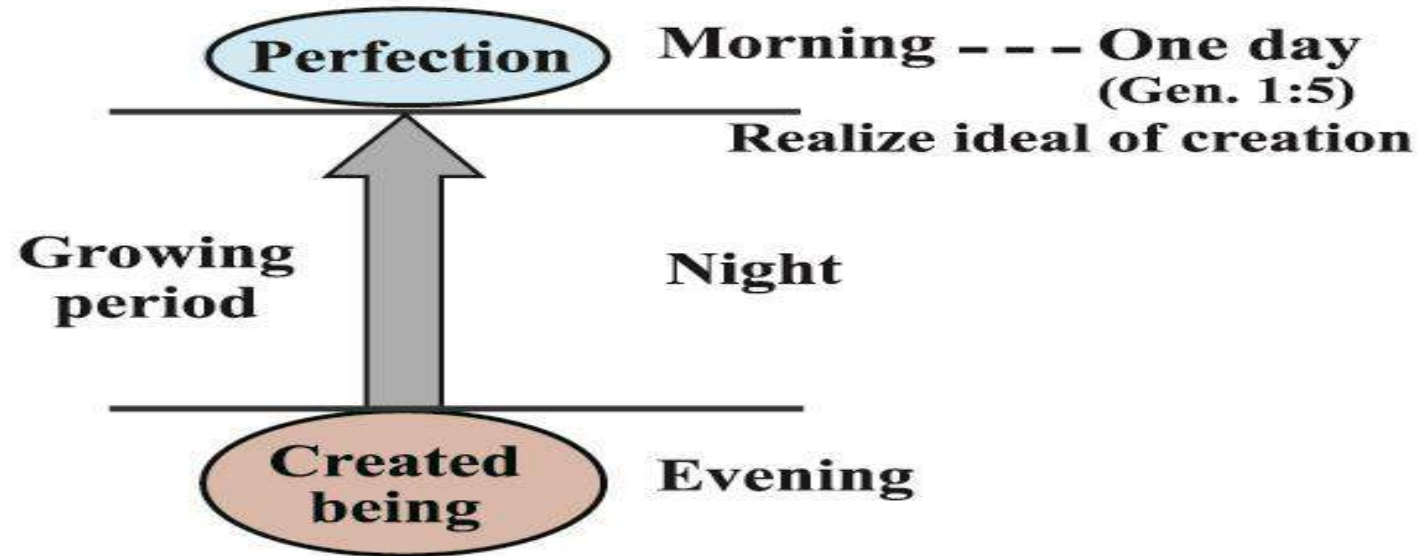 Perfection
Morning - - - One day
(Gen. 1:5)
Realize ideal of creation
Growing
period
Night
Created
being
Evening